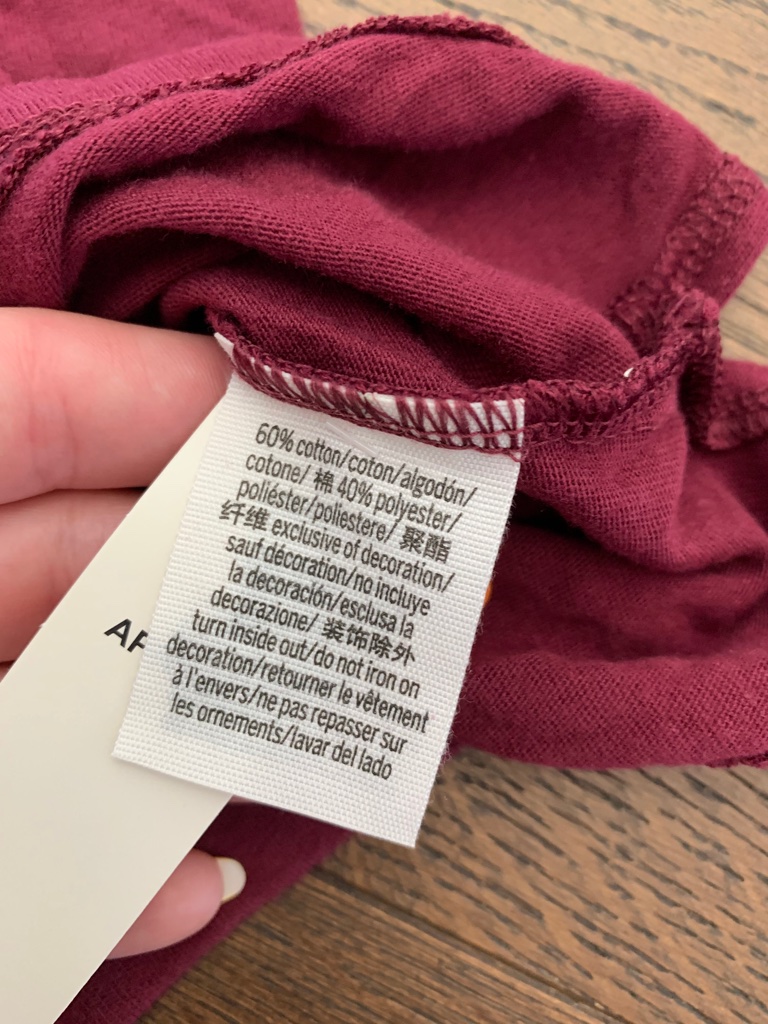 60% cotton/coton/algodón/
cotone/ 棉 40% polyester/
poliéster/poliestere/ 聚酯
纤维 exclusive of decoration/
sauf décoration/no incluye
la decoración/esclusa la
decorazione/ 装饰除外
turn inside out/do not iron on
decoration/retourner le vêtement
à l'envers/ne pas repasser sur
les ornements/lavar del lado